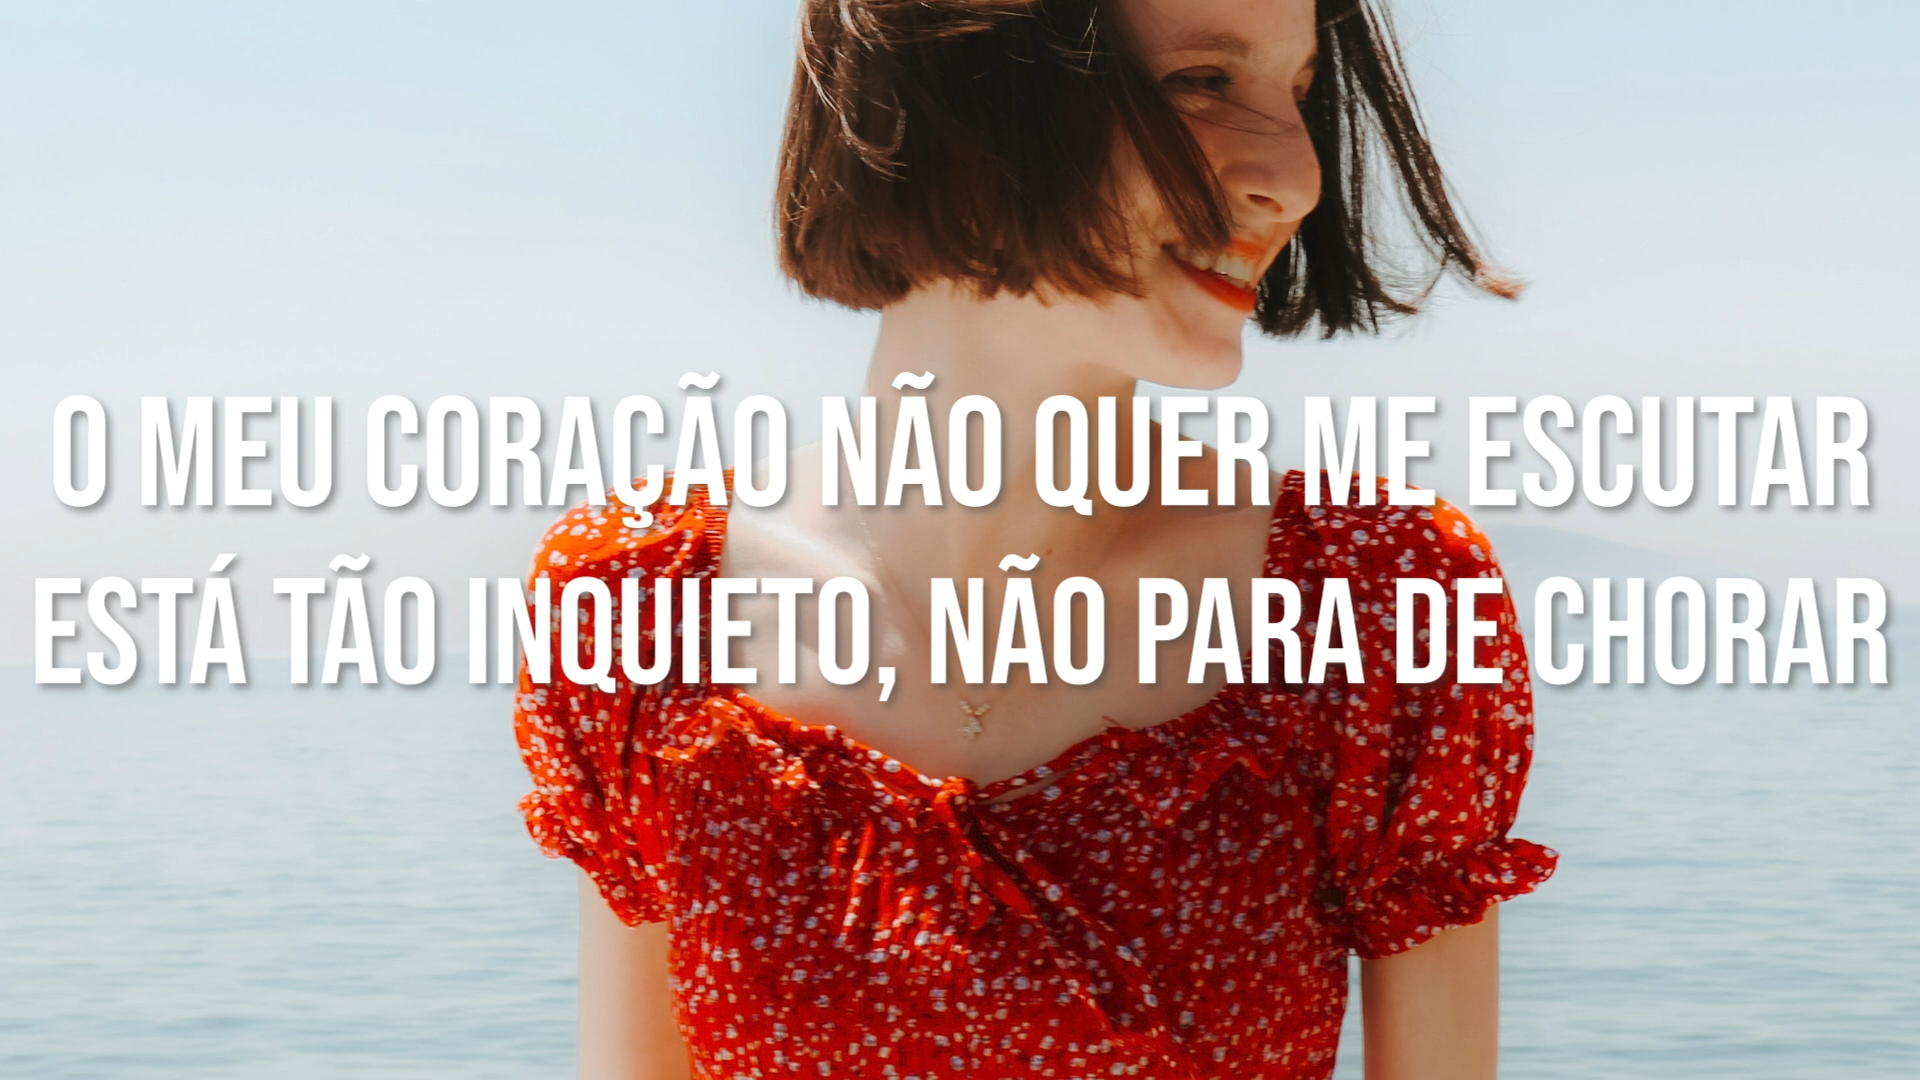 O MEU CORAÇÃO NÃO QUER ME ESCUTAR
ESTÁ TÃO INQUIETO, NÃO PARA DE CHORAR